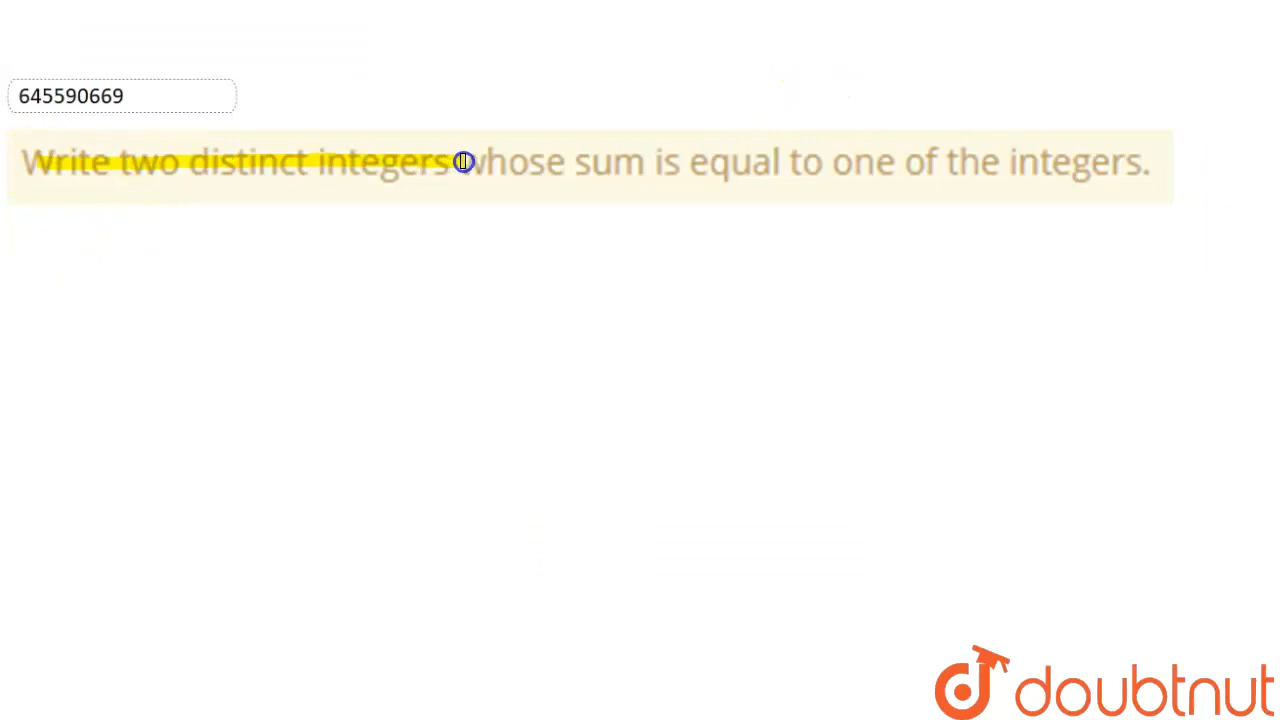 645590669
Write two distinct integers whose sum is equal to one of the integers.
doubtnut